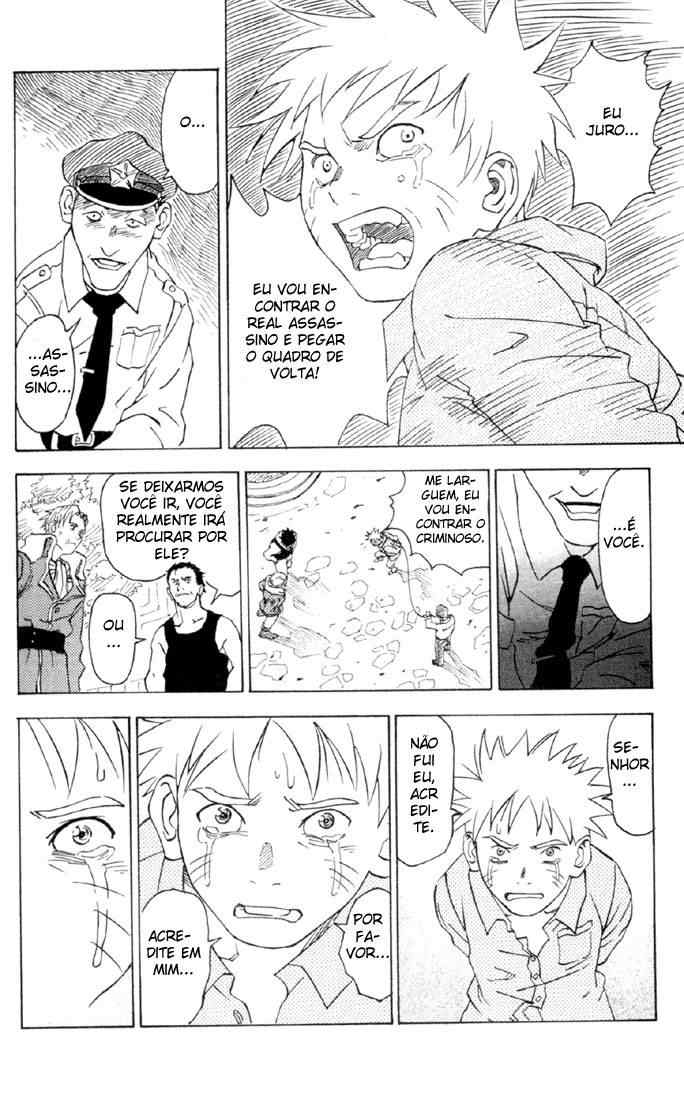 EU
JURO...
EU VOU EN-
CONTRAR O
REAL ASSAS-
SINO E PEGAR
O QUADRO DE
VOLTA!
O...
...AS-
SAS-
SINO...
...É
VOCÊ.
ME LAR-
GUEM, EU
VOU EN-
CONTRAR O
CRIMINOSO.
SE DEIXARMOS
VOCÊ IR, VOCÊ
REALMENTE IRÁ
PROCURAR POR
ELE?
OU
...
SE-
NHOR
...
NÃO
FUI
EU,
ACR
EDI-
TE.
POR
FA-
VOR...
ACRE-
DITE EM
MIM...